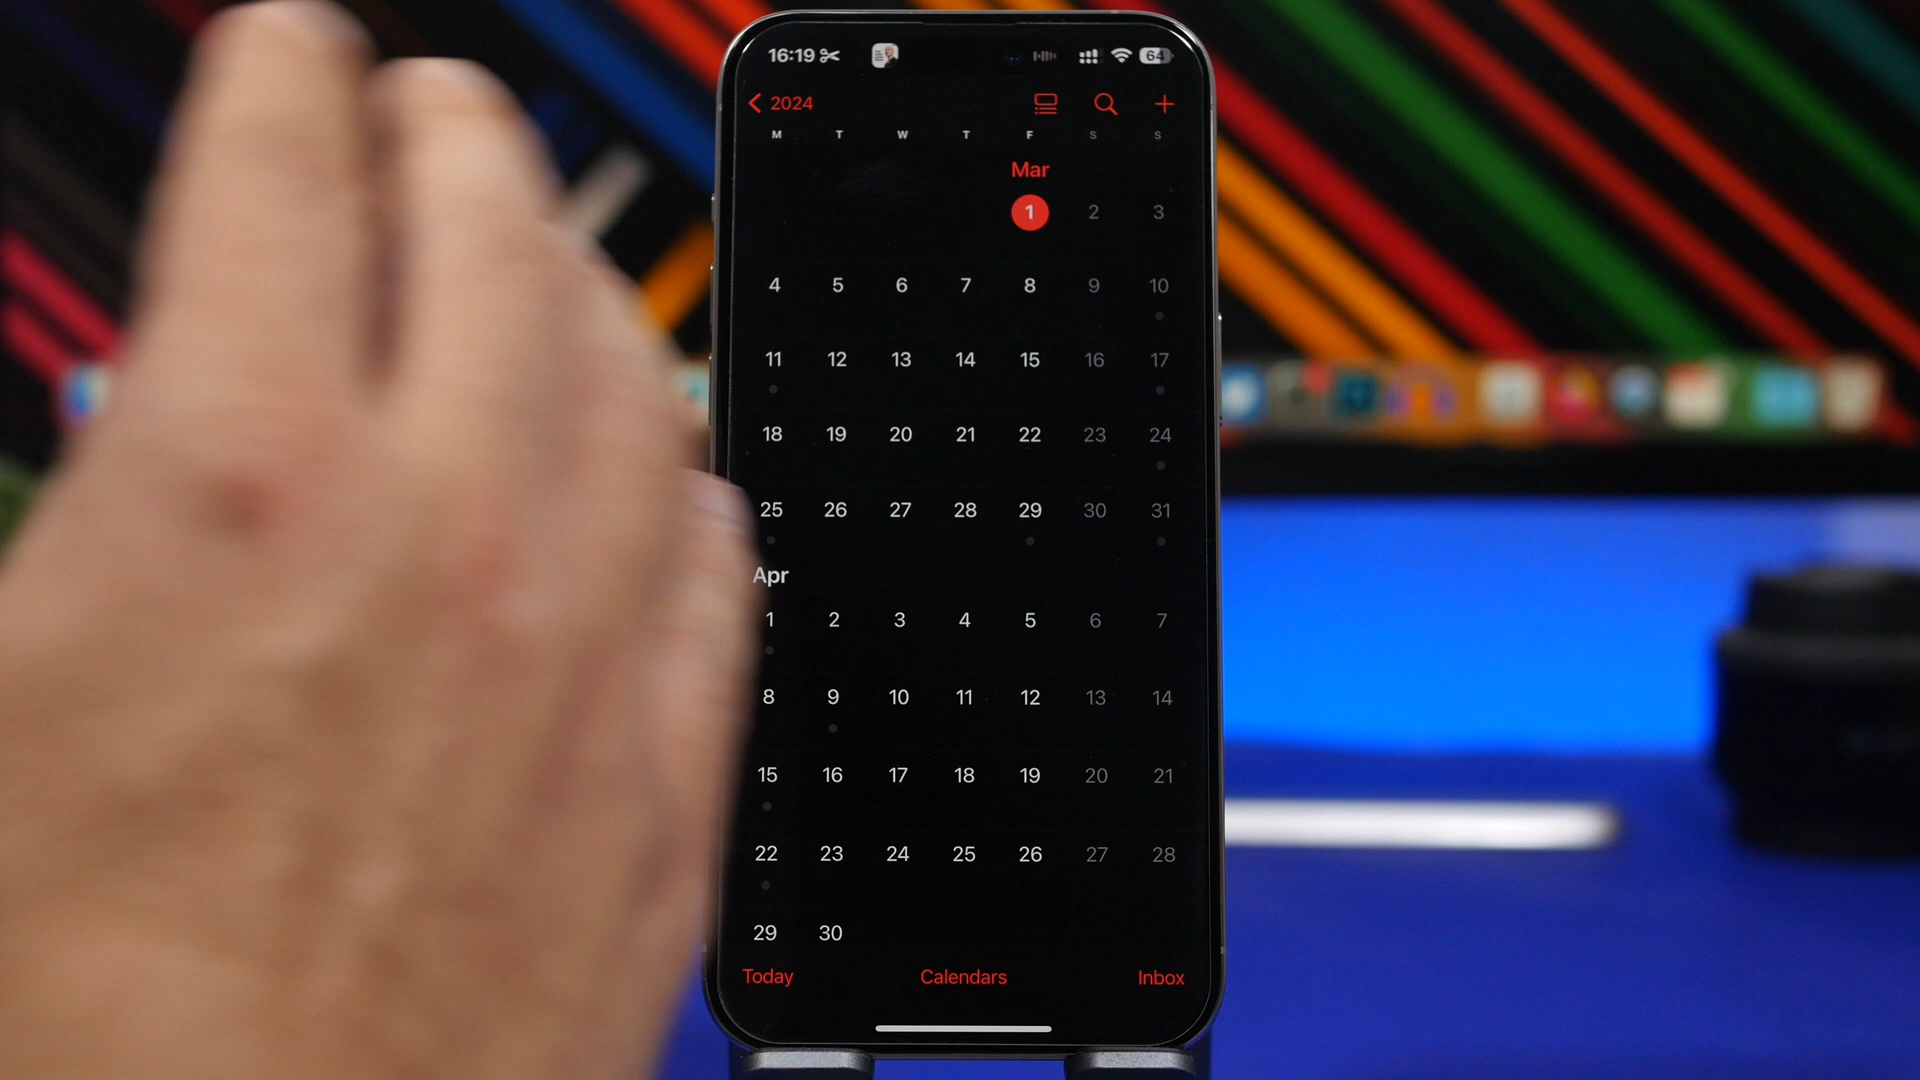 16:19 64
2024
M T W T F S S
Mar
1 2 3
4 5 6 7 8 9 10
11 12 13 14 15 16 17
18 19 20 21 22 23 24
25 26 27 28 29 30 31
Apr
1 2 3 4 5 6 7
8 9 10 11 12 13 14
15 16 17 18 19 20 21
22 23 24 25 26 27 28
29 30
Today Calendars Inbox